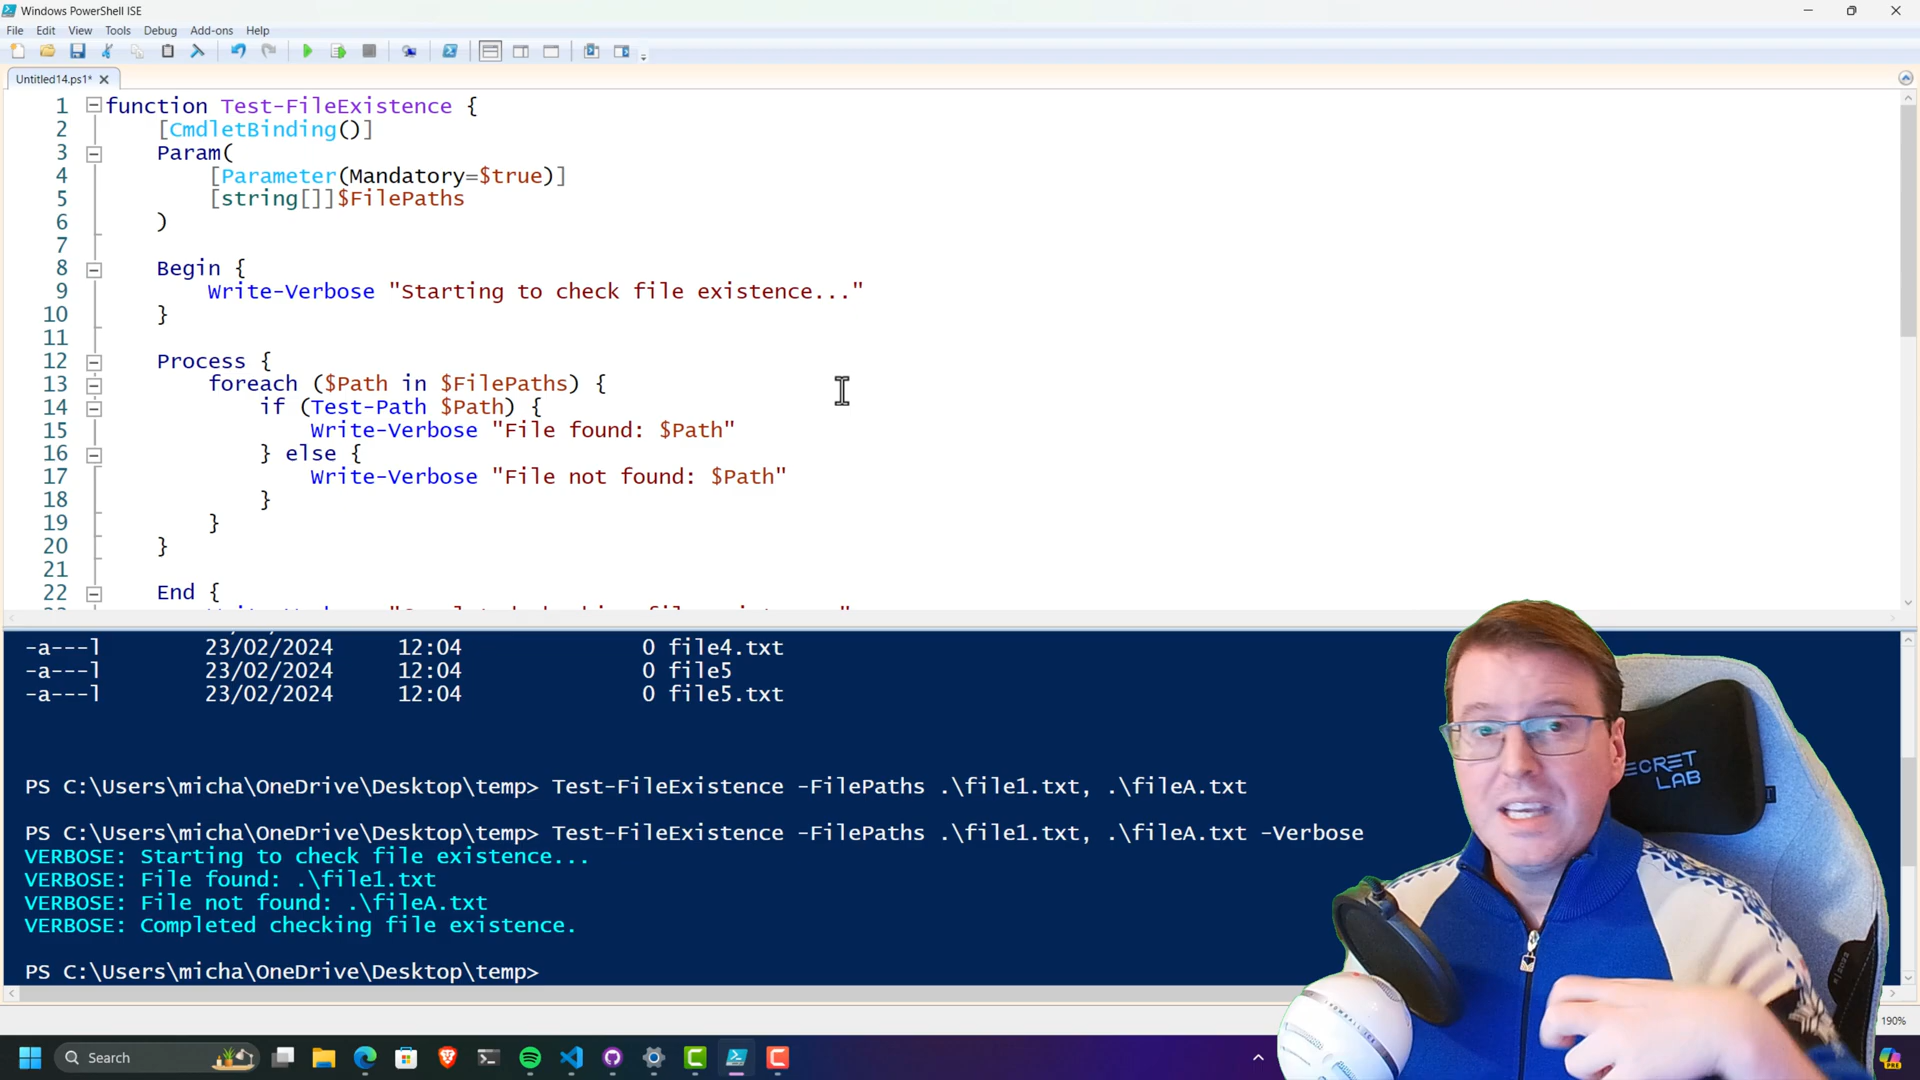 Windows PowerShell ISE
File Edit View Tools Debug Add-ons Help
Untitled14.ps1*
1 function Test-FileExistence {
2 [CmdletBinding()]
3 Param(
4 [Parameter(Mandatory=$true)]
5 [string[]]$FilePaths
6 )
7
8 Begin {
9 Write-Verbose "Starting to check file existence..."
10 }
11
12 Process {
13 foreach ($Path in $FilePaths) {
14 if (Test-Path $Path) {
15 Write-Verbose "File found: $Path"
16 } else {
17 Write-Verbose "File not found: $Path"
18 }
19 }
20 }
21
22 End {
-a---l 23/02/2024 12:04 0 file4.txt
-a---l 23/02/2024 12:04 0 file5
-a---l 23/02/2024 12:04 0 file5.txt
PS C:\Users\micha\OneDrive\Desktop\temp> Test-FileExistence -FilePaths .\file1.txt, .\fileA.txt
PS C:\Users\micha\OneDrive\Desktop\temp> Test-FileExistence -FilePaths .\file1.txt, .\fileA.txt -Verbose
VERBOSE: Starting to check file existence...
VERBOSE: File found: .\file1.txt
VERBOSE: File not found: .\fileA.txt
VERBOSE: Completed checking file existence.
PS C:\Users\micha\OneDrive\Desktop\temp>
ECRET
LAB
190%
Search
PRE